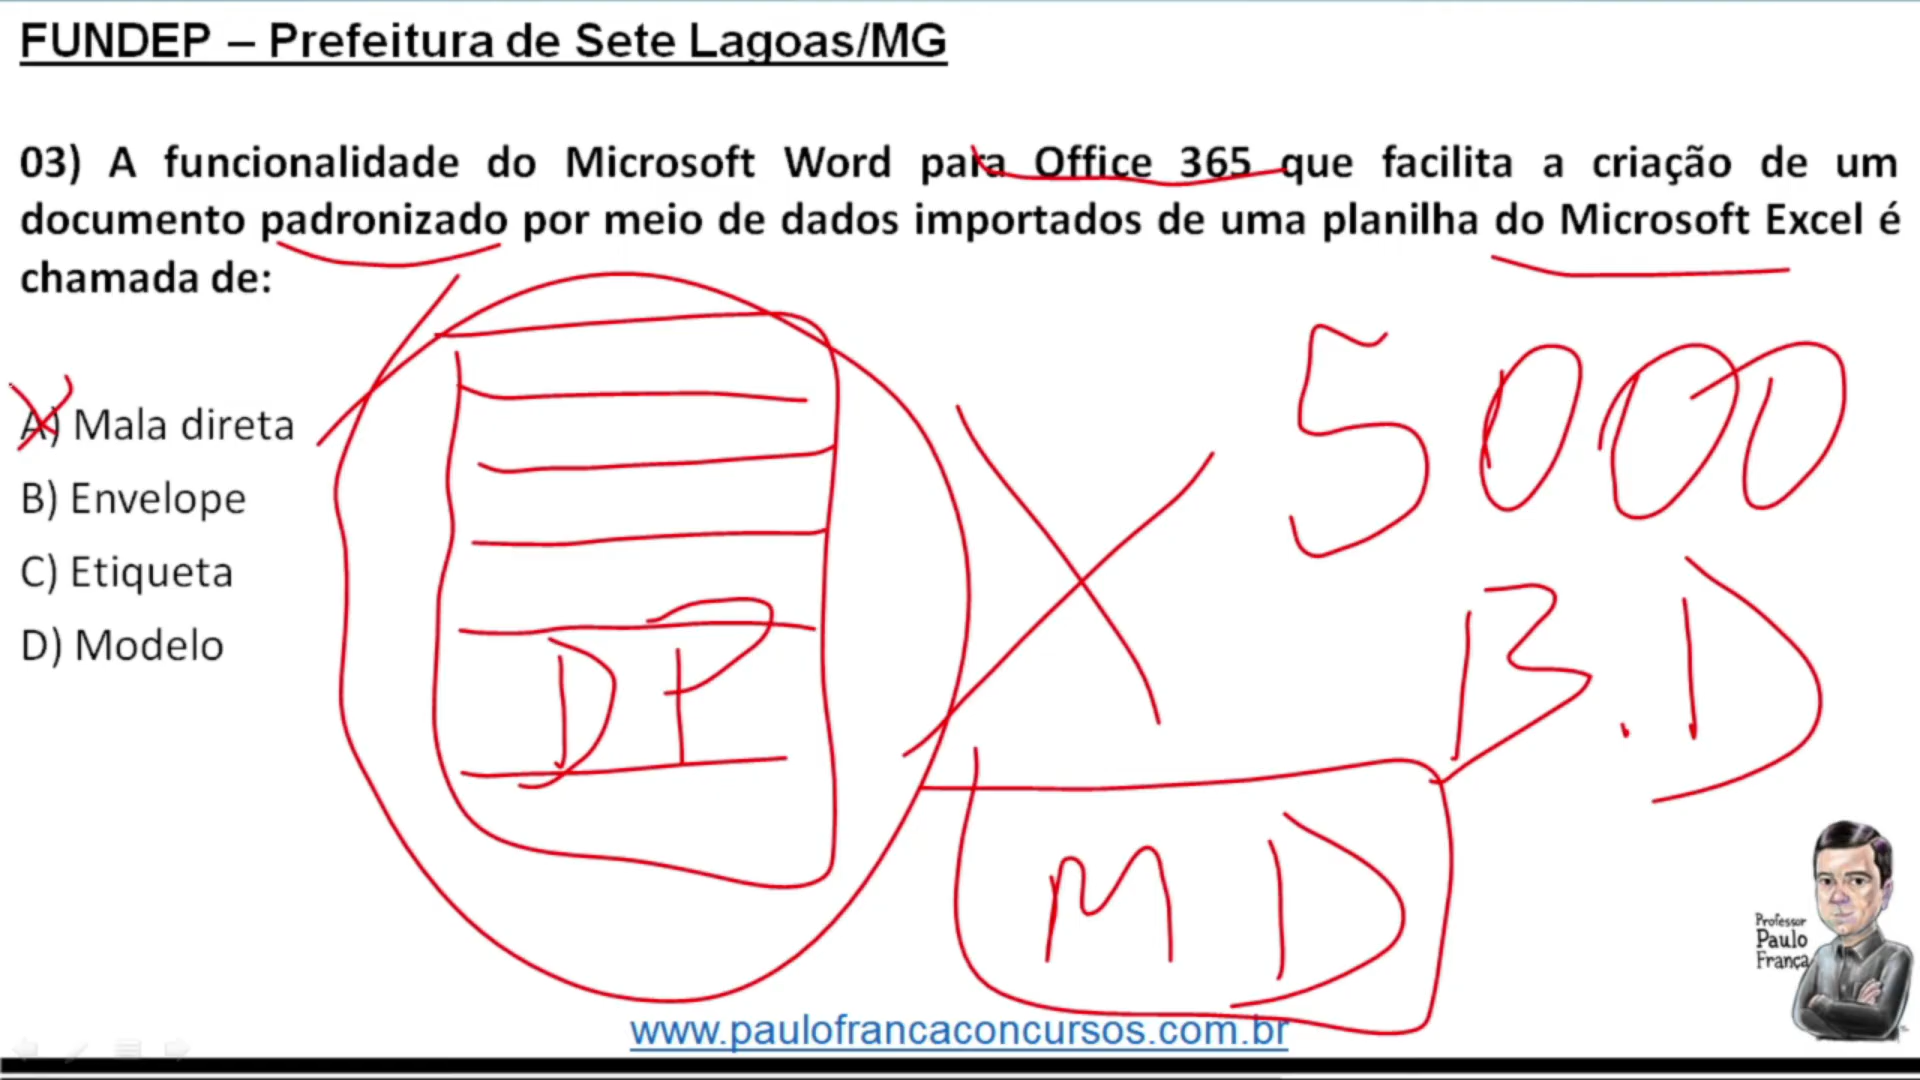 FUNDEP – Prefeitura de Sete Lagoas/MG
03) A funcionalidade do Microsoft Word para Office 365 que facilita a criação de um
documento padronizado por meio de dados importados de uma planilha do Microsoft Excel é
chamada de:
5000
A) Mala direta
B) Envelope
C) Etiqueta
D) Modelo
DP
B.D
MD
Professor
Paulo
França
www.paulofrancaconcursos.com.br